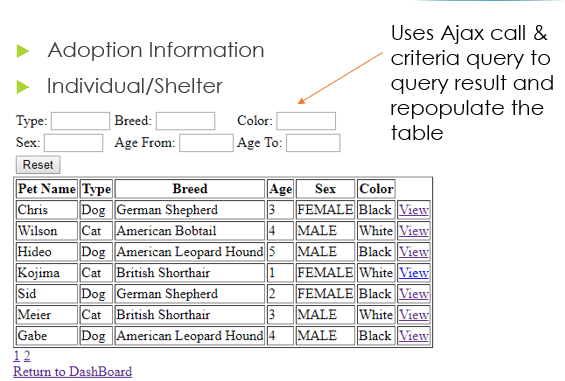 Adoption Information
Individual/Shelter
Uses Ajax call &
criteria query to
query result and
repopulate the
table
Type: Breed: Color:
Sex: Age From: Age To:
Reset
Pet Name Type Breed Age Sex Color
Chris Dog German Shepherd 3 FEMALE Black View
Wilson Cat American Bobtail 4 MALE White View
Hideo Dog American Leopard Hound 5 MALE Black View
Kojima Cat British Shorthair 1 FEMALE White View
Sid Dog German Shepherd 2 FEMALE Black View
Meier Cat British Shorthair 3 MALE White View
Gabe Dog American Leopard Hound 4 MALE Black View
1 2
Return to DashBoard